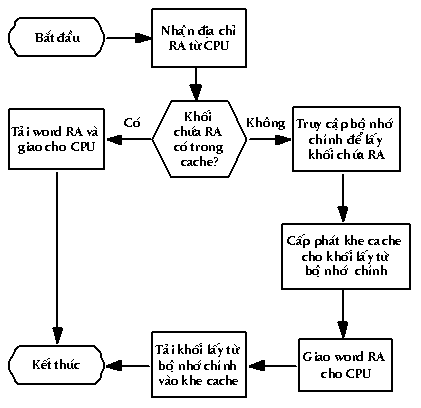 Bắt đầu
Nhận địa chỉ
RA từ CPU
Khối
chứa RA
có trong
cache?
Có
Không
Tải word RA và
giao cho CPU
Truy cập bộ nhớ
chính để lấy
khối chứa RA
Cấp phát khe cache
cho khối lấy từ
bộ nhớ chính
Giao word RA
cho CPU
Tải khối lấy từ
bộ nhớ chính
vào khe cache
Kết thúc